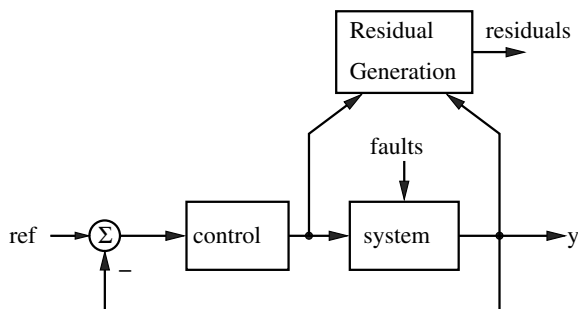 Residual
Generation
residuals
faults
ref
Σ
control
system
y
−